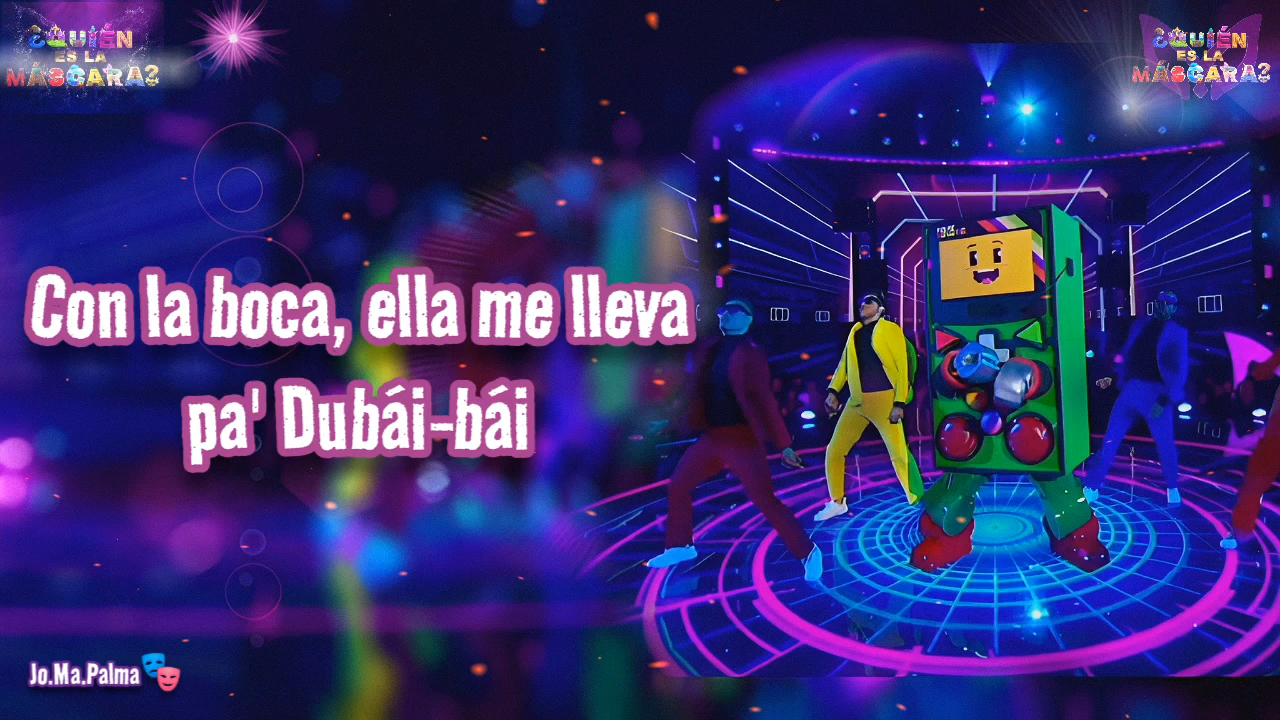 ¿QUIÉN
ES LA
MÁSCARA?
¿QUIÉN
ES LA
MÁSCARA?
Con la boca, ella me lleva
pa' Dubái-bái
Jo.Ma.Palma